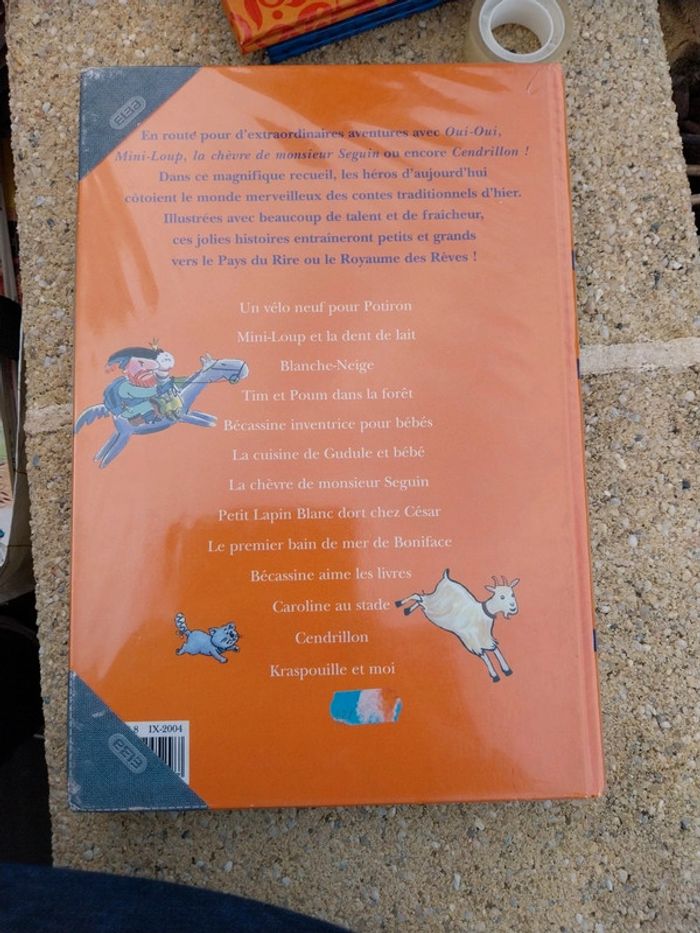 ELBA
En route pour d'extraordinaires aventures avec Oui-Oui,
Mini-Loup, la chèvre de monsieur Seguin ou encore Cendrillon !
Dans ce magnifique recueil, les héros d'aujourd'hui
côtoient le monde merveilleux des contes traditionnels d'hier.
Illustrées avec beaucoup de talent et de fraîcheur,
ces jolies histoires entraîneront petits et grands
vers le Pays du Rire ou le Royaume des Rêves !
Un vélo neuf pour Potiron
Mini-Loup et la dent de lait
Blanche-Neige
Tim et Poum dans la forêt
Bécassine inventrice pour bébés
La cuisine de Gudule et bébé
La chèvre de monsieur Seguin
Petit Lapin Blanc dort chez César
Le premier bain de mer de Boniface
Bécassine aime les livres
Caroline au stade
Cendrillon
Kraspouille et moi
8 IX-2004
ELBA